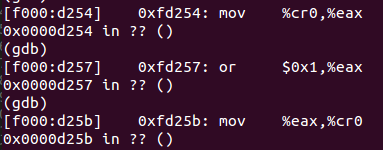 [f000:d254]    0xfd254: mov    %cr0,%eax
0x0000d254 in ?? ()
(gdb)
[f000:d257]    0xfd257: or     $0x1,%eax
0x0000d257 in ?? ()
(gdb)
[f000:d25b]    0xfd25b: mov    %eax,%cr0
0x0000d25b in ?? ()